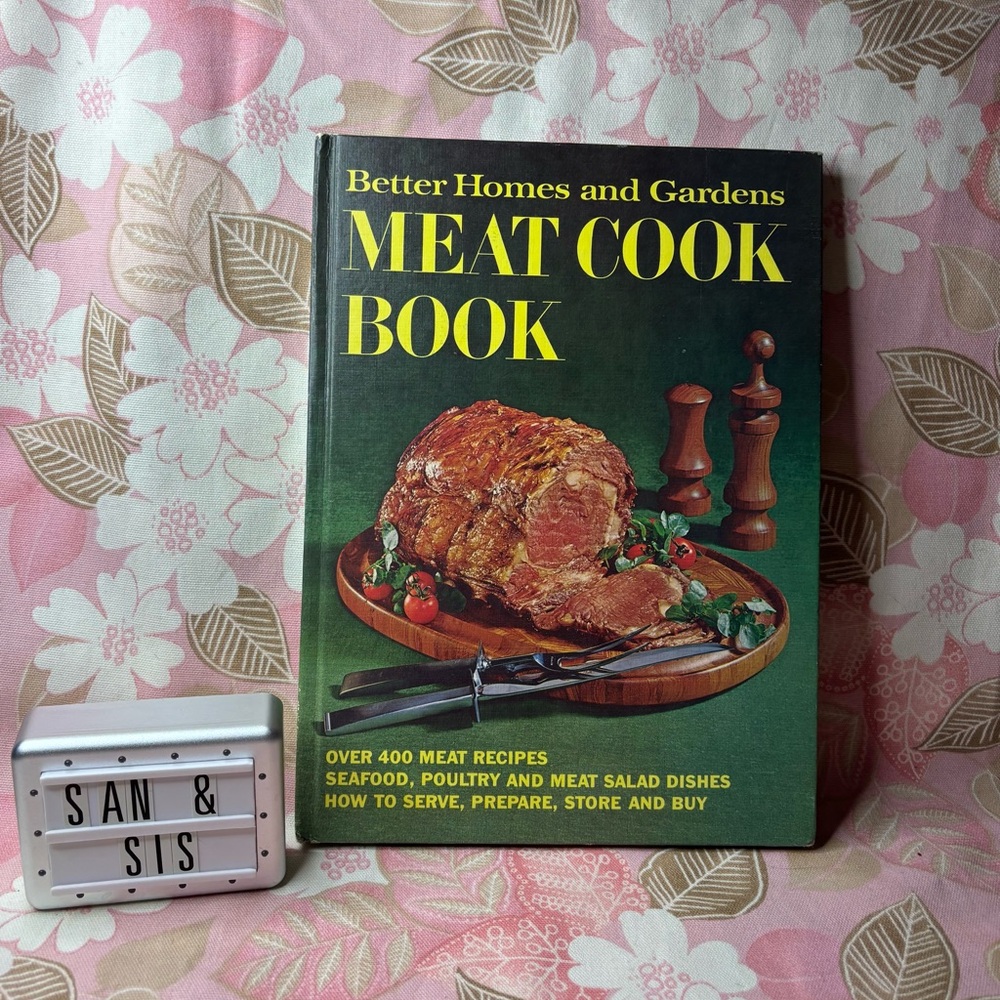 Better Homes and Gardens
MEAT COOK
BOOK
OVER 400 MEAT RECIPES
SEAFOOD, POULTRY AND MEAT SALAD DISHES
HOW TO SERVE, PREPARE, STORE AND BUY
SAN &
SIS